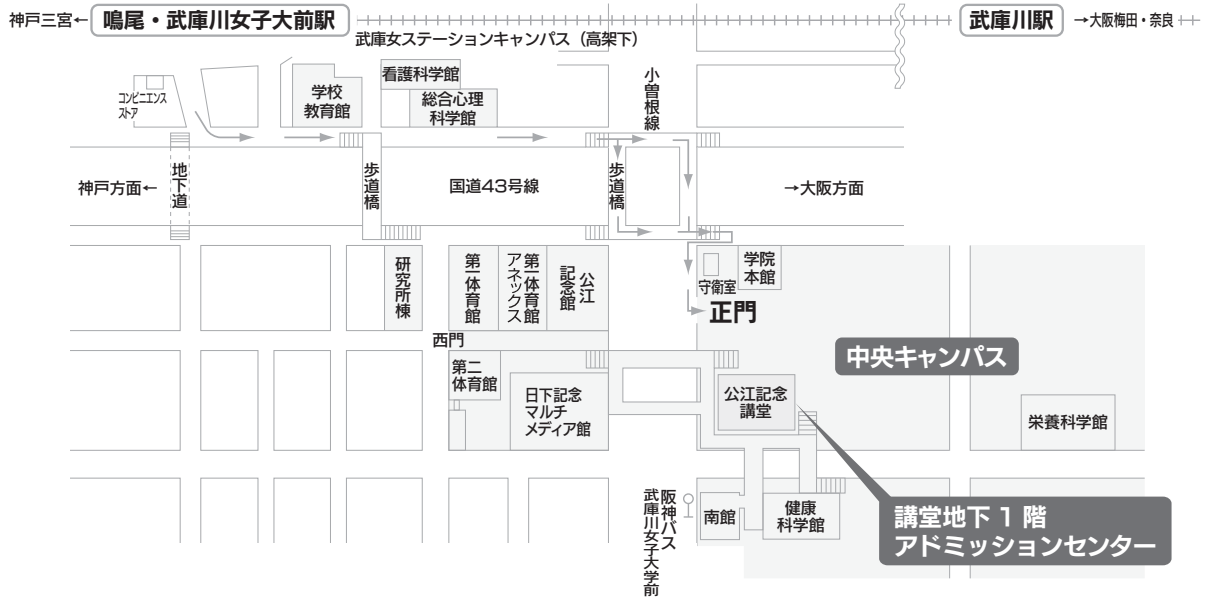 神戸三宮← 鳴尾・武庫川女子大前駅
武庫川駅 →大阪梅田・奈良
武庫女ステーションキャンパス（高架下）
コンビニエンス
ストア
学校
教育館
看護科学館
総合心理
科学館
小曽根線
神戸方面←
地下道
歩道橋
国道43号線
歩道橋
→大阪方面
研究所棟
第一体育館
第一体育館
アネックス
公江
記念館
守衛室
学院
本館
正門
西門
中央キャンパス
第二
体育館
日下記念
マルチ
メディア館
公江記念
講堂
栄養科学館
阪神バス
武庫川女子大学前
南館
健康
科学館
講堂地下 1 階
アドミッションセンター